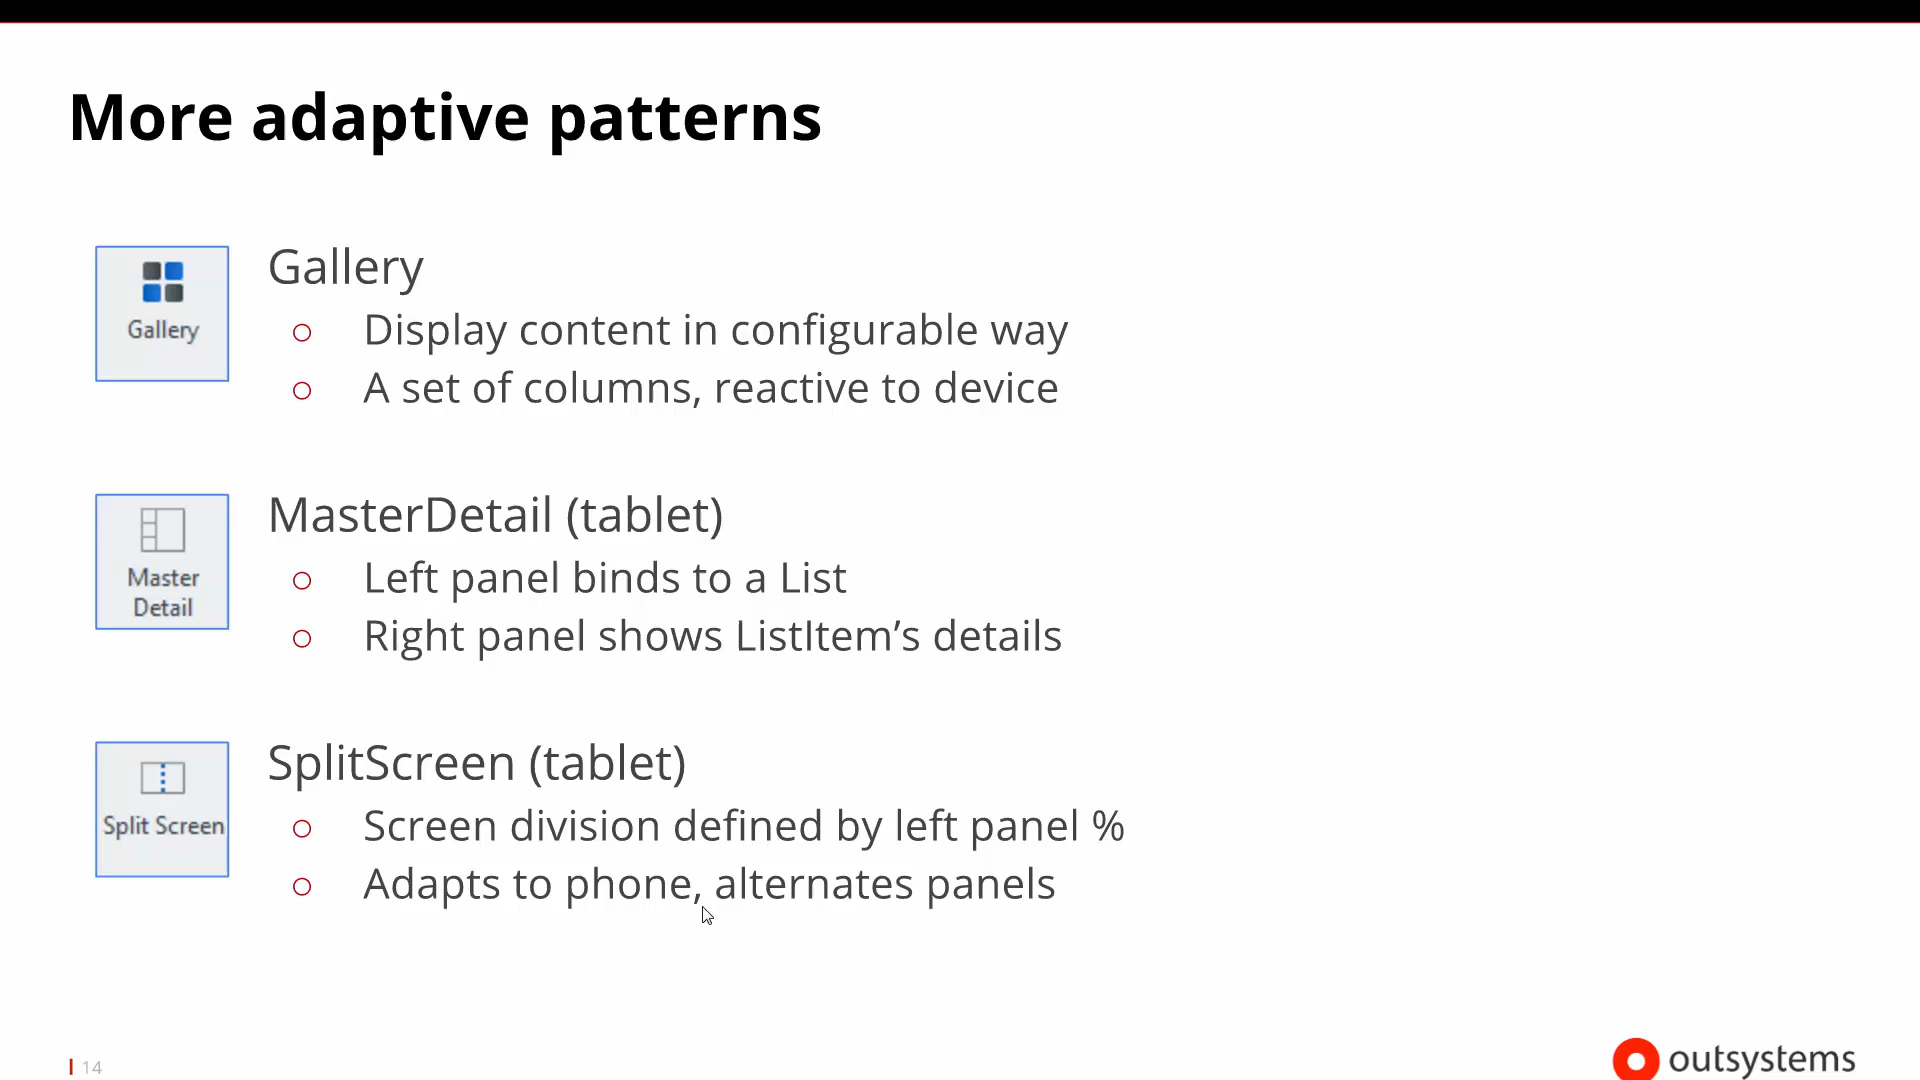 More adaptive patterns
Gallery
Gallery
○ Display content in configurable way
○ A set of columns, reactive to device
Master
Detail
MasterDetail (tablet)
○ Left panel binds to a List
○ Right panel shows ListItem’s details
Split Screen
SplitScreen (tablet)
○ Screen division defined by left panel %
○ Adapts to phone, alternates panels
14
outsystems